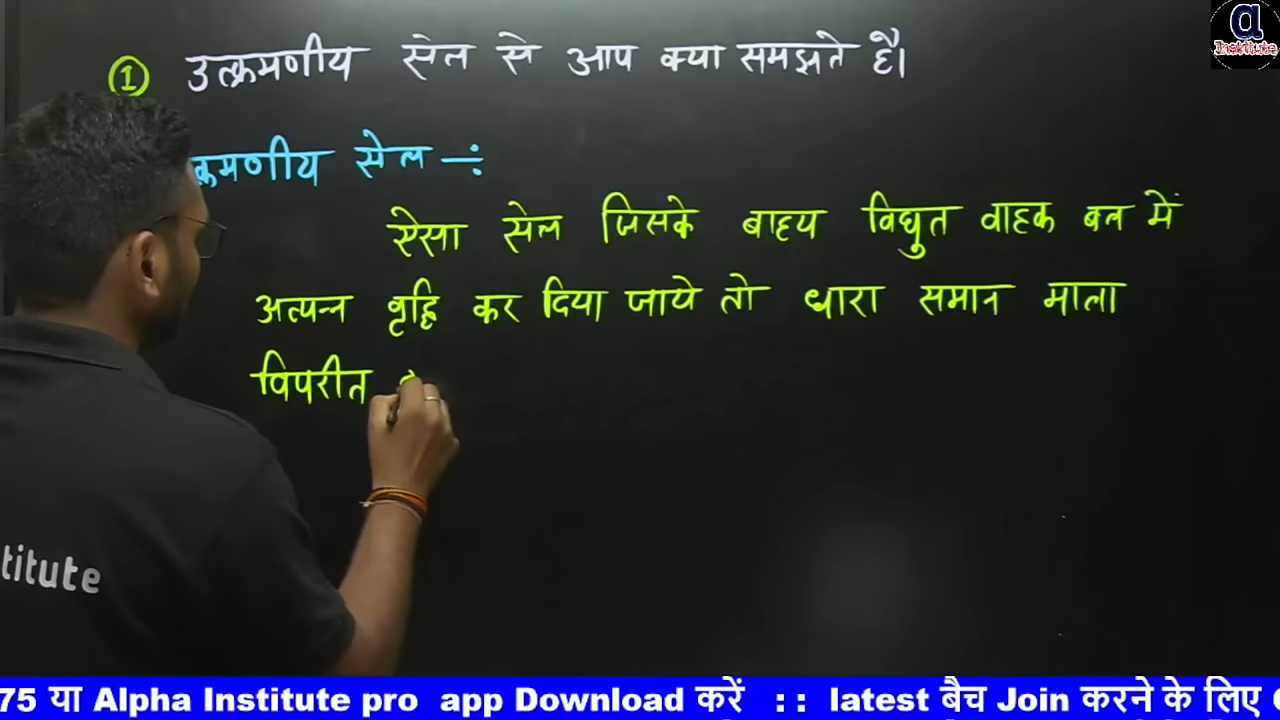 α
Institute
① उत्क्रमणीय सेल से आप क्या समझते है।
क्रमणीय सेल —:
ऐसा सेल जिसके बाह्य विद्युत वाहक बल में
अत्यन्त वृद्धि कर दिया जाये तो धारा समान मात्रा
विपरीत
titute
75 या Alpha Institute pro app Download करें :: latest बैच Join करने के लिए